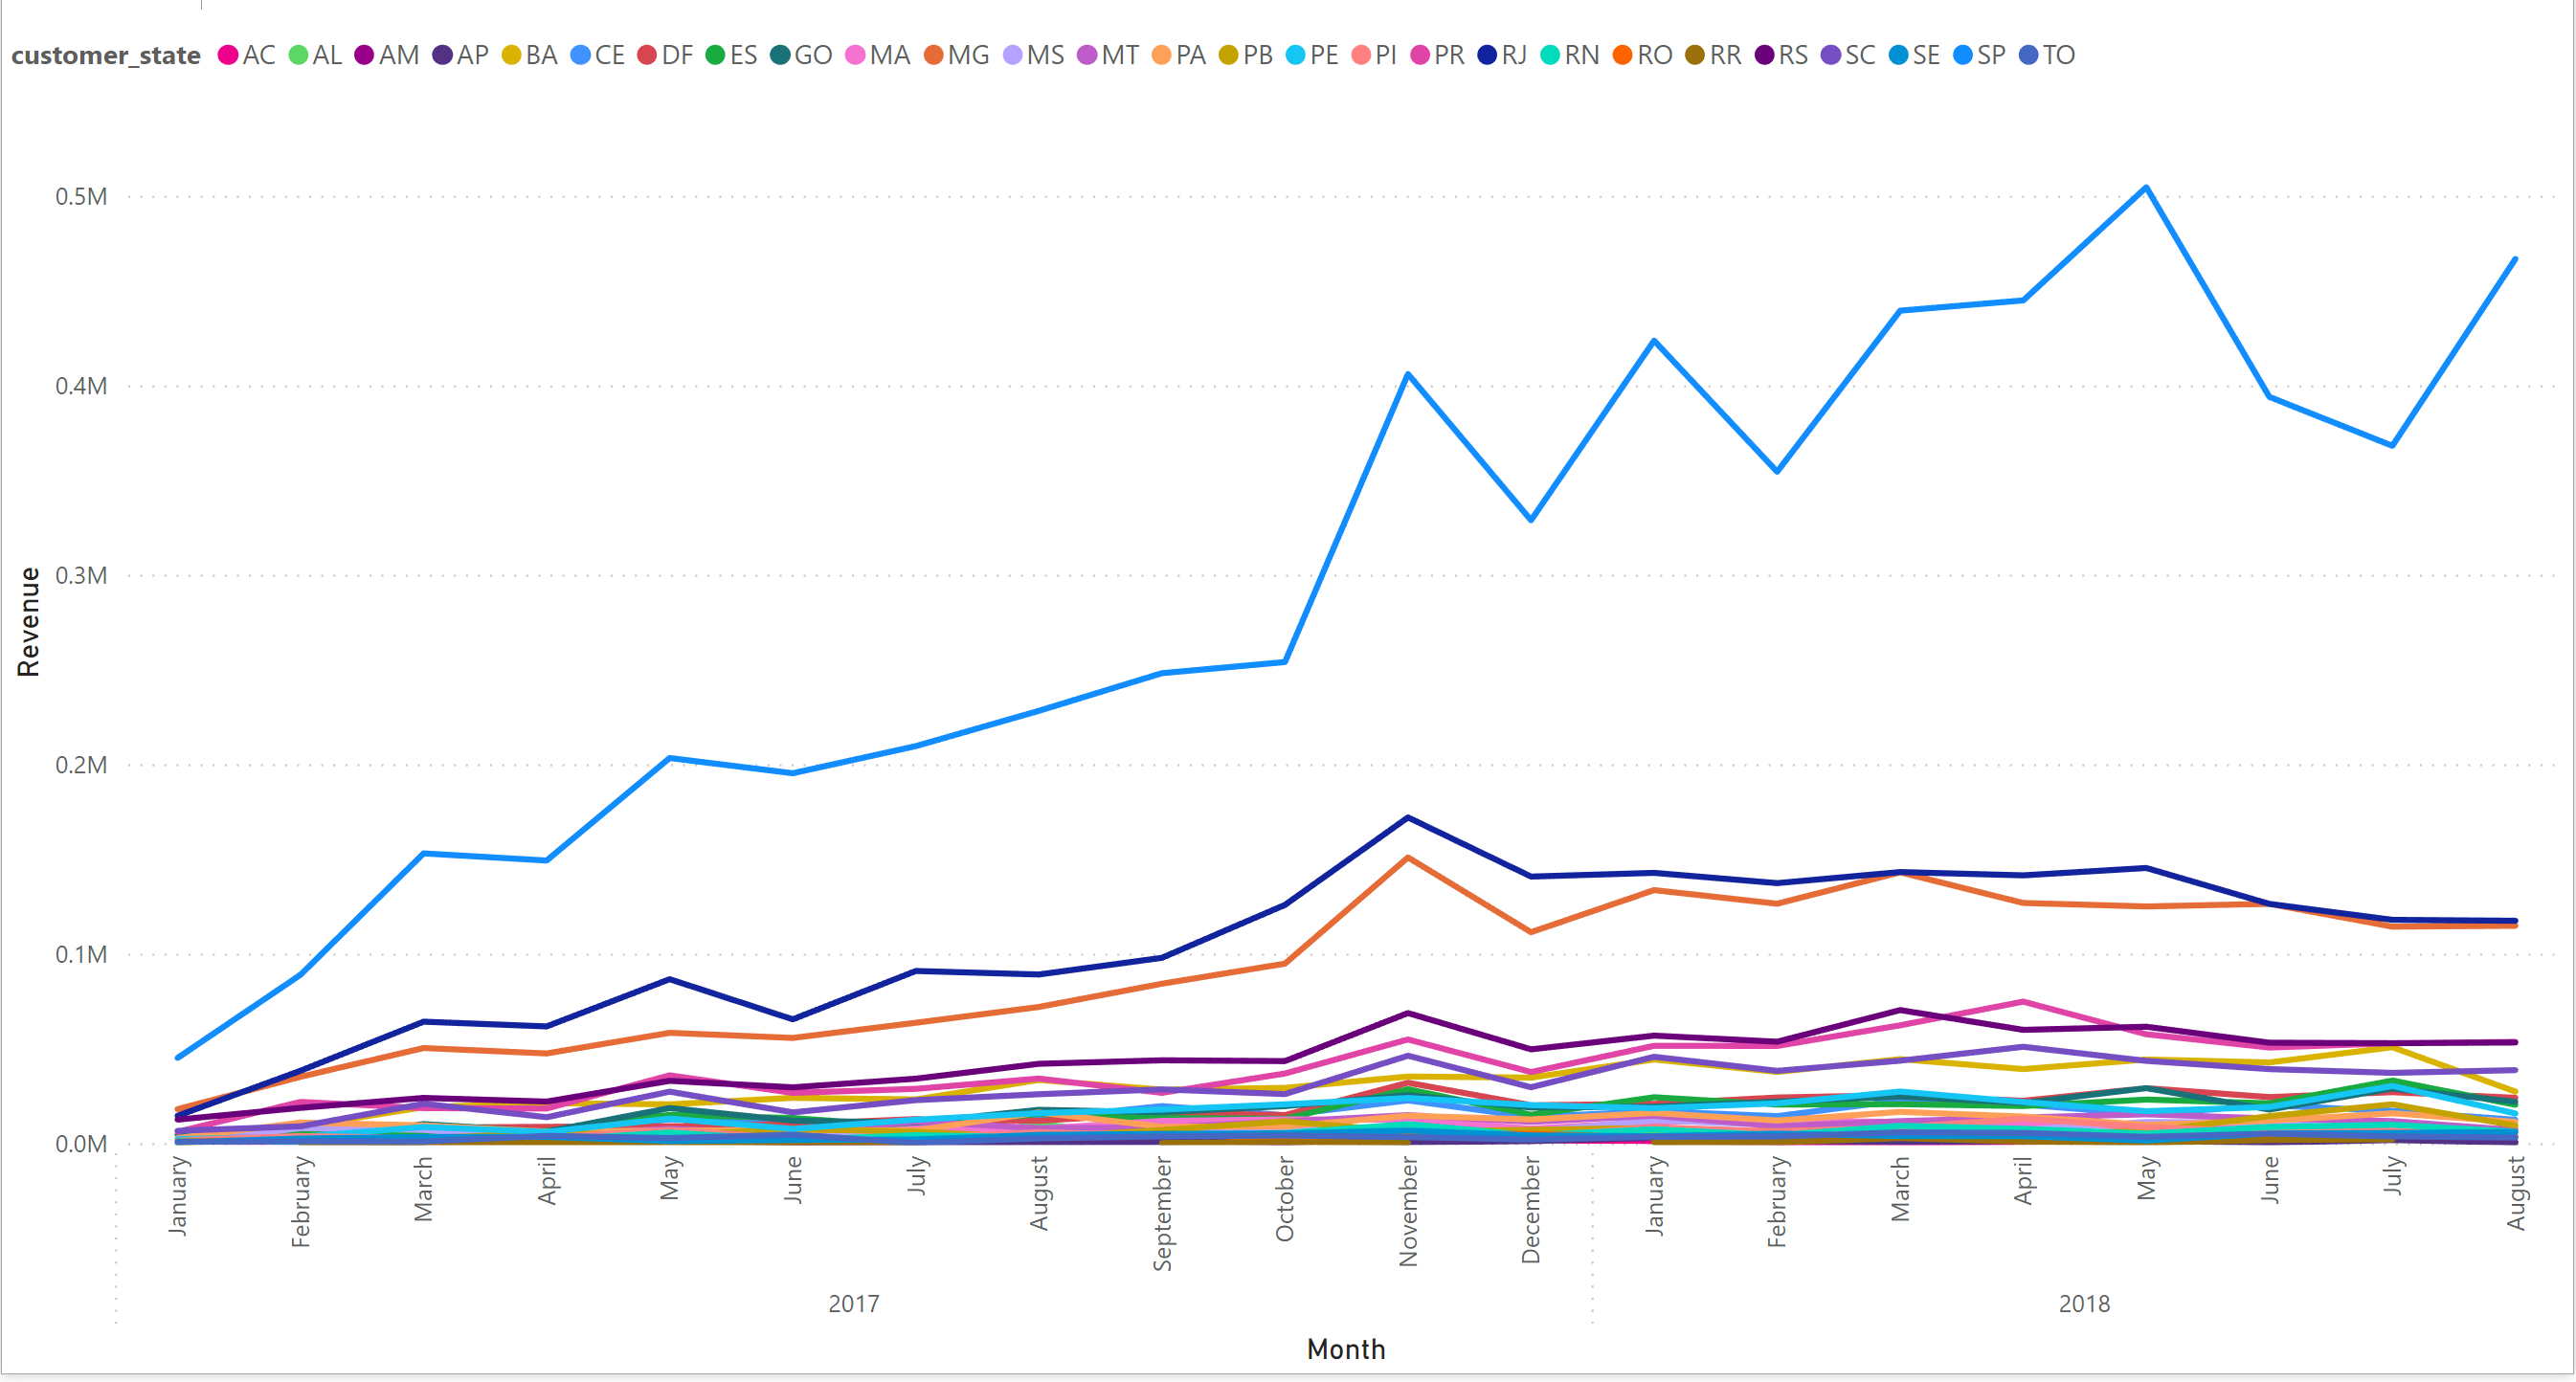 customer_state AC AL AM AP BA CE DF ES GO MA MG MS MT PA PB PE PI PR RJ RN RO RR RS SC SE SP TO
0.5M
0.4M
0.3M
0.2M
0.1M
0.0M
Revenue
January
February
March
April
May
June
July
August
September
October
November
December
January
February
March
April
May
June
July
August
2017
2018
Month